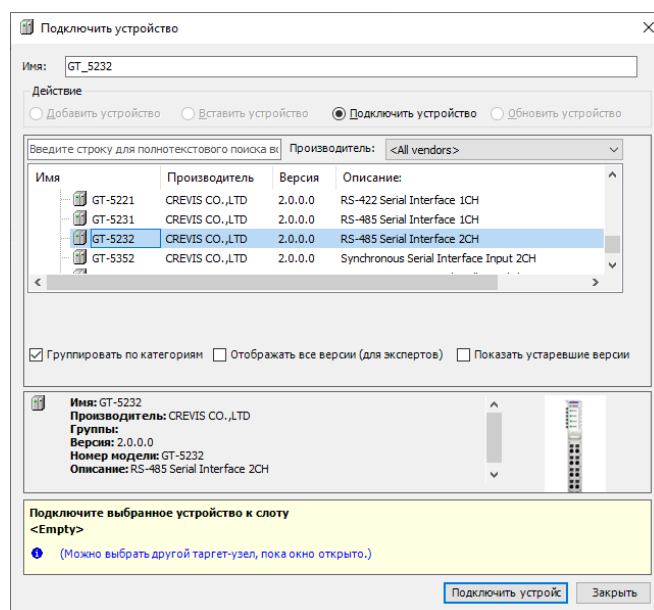 Подключить устройство
Имя: GT_5232
Действие
Добавить устройство Вставить устройство Подключить устройство Обновить устройство
Введите строку для полнотекстового поиска вс Производитель: <All vendors>
Имя Производитель Версия Описание:
GT-5221 CREVIS CO.,LTD 2.0.0.0 RS-422 Serial Interface 1CH
GT-5231 CREVIS CO.,LTD 2.0.0.0 RS-485 Serial Interface 1CH
GT-5232 CREVIS CO.,LTD 2.0.0.0 RS-485 Serial Interface 2CH
GT-5352 CREVIS CO.,LTD 2.0.0.0 Synchronous Serial Interface Input 2CH
Группировать по категориям Отображать все версии (для экспертов) Показать устаревшие версии
Имя: GT-5232
Производитель: CREVIS CO.,LTD
Группы:
Версия: 2.0.0.0
Номер модели: GT-5232
Описание: RS-485 Serial Interface 2CH
Подключите выбранное устройство к слоту
<Empty>
(Можно выбрать другой таргет-узел, пока окно открыто.)
Подключить устройс Закрыть